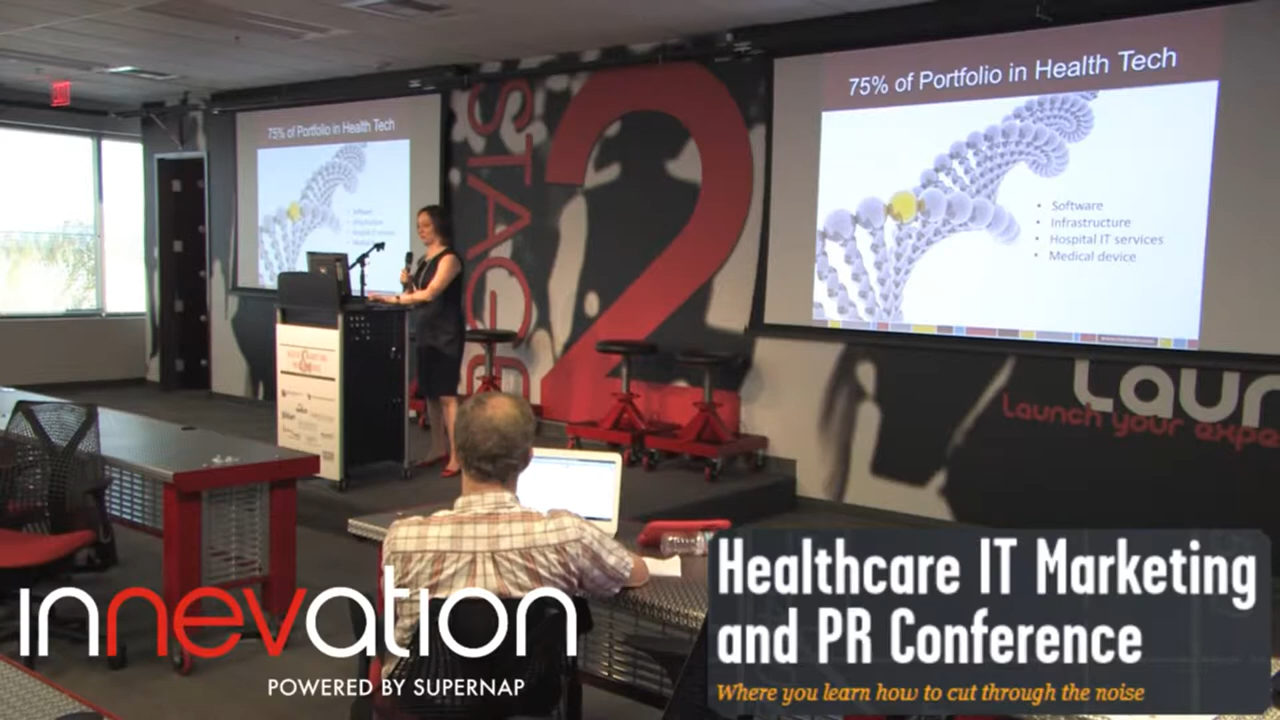 75% of Portfolio in Health Tech
75% of Portfolio in Health Tech
• Software
• Infrastructure
• Hospital IT services
• Medical device
STAGE
2
Laun
Launch your expe
innevation
POWERED BY SUPERNAP
Healthcare IT Marketing
and PR Conference
Where you learn how to cut through the noise